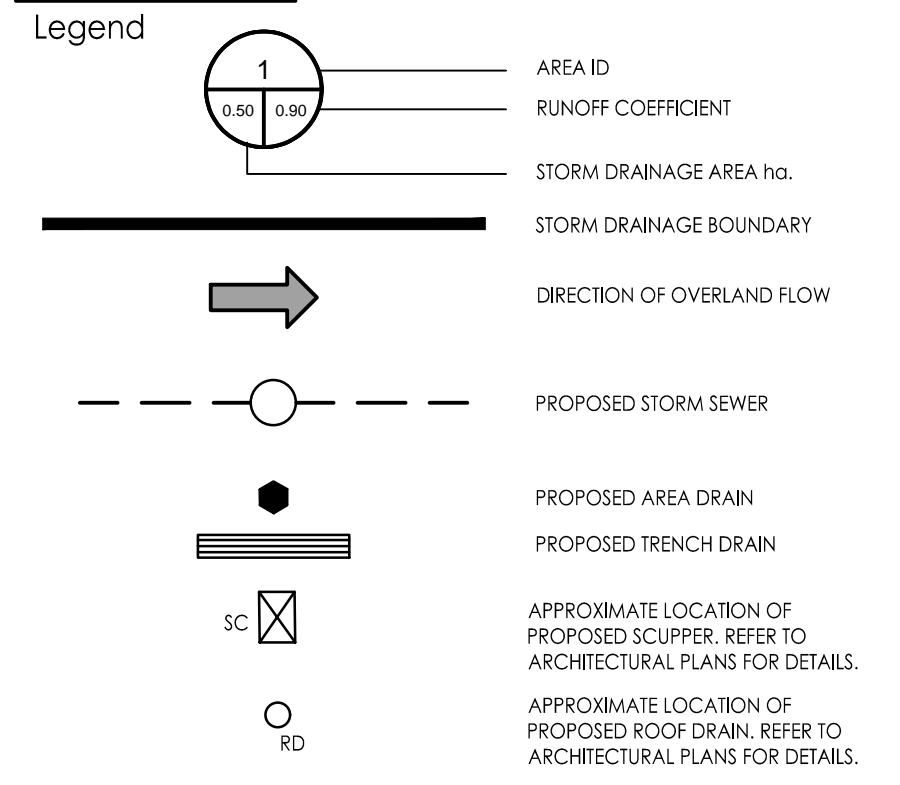 Legend
1
0.50 0.90
AREA ID
RUNOFF COEFFICIENT
STORM DRAINAGE AREA ha.
STORM DRAINAGE BOUNDARY
DIRECTION OF OVERLAND FLOW
PROPOSED STORM SEWER
PROPOSED AREA DRAIN
PROPOSED TRENCH DRAIN
SC
APPROXIMATE LOCATION OF
PROPOSED SCUPPER. REFER TO
ARCHITECTURAL PLANS FOR DETAILS.
RD
APPROXIMATE LOCATION OF
PROPOSED ROOF DRAIN. REFER TO
ARCHITECTURAL PLANS FOR DETAILS.